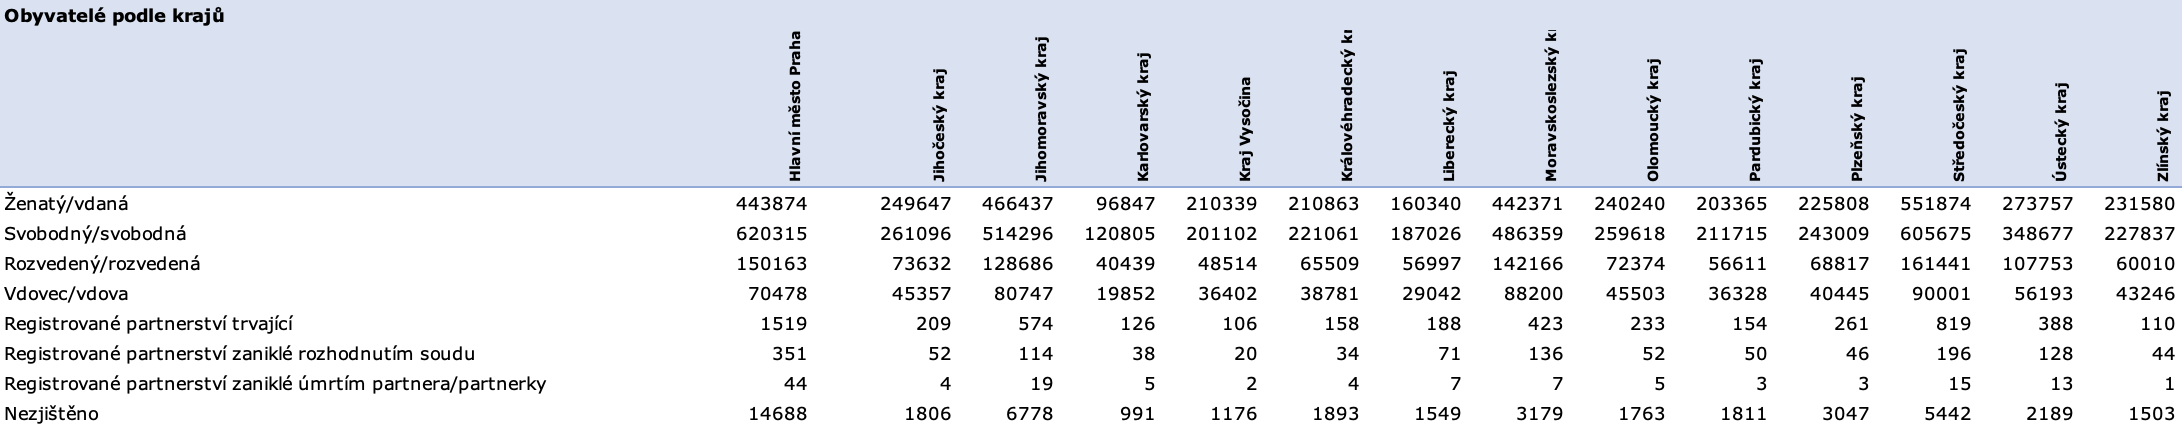 Obyvatelé podle krajů
Hlavní město Praha Jihočeský kraj Jihomoravský kraj Karlovarský kraj Kraj Vysočina Královéhradecký Liberecký kraj Moravskoslezský Olomoucký kraj Pardubický kraj Plzeňský kraj Středočeský kraj Ústecký kraj Zlínský kraj
Ženatý/vdaná 443874 249647 466437 96847 210339 210863 160340 442371 240240 203365 225808 551874 273757 231580
Svobodný/svobodná 620315 261096 514296 120805 201102 221061 187026 486359 259618 211715 243009 605675 348677 227837
Rozvedený/rozvedená 150163 73632 128686 40439 48514 65509 56997 142166 72374 56611 68817 161441 107753 60010
Vdovec/vdova 70478 45357 80747 19852 36402 38781 29042 88200 45503 36328 40445 90001 56193 43246
Registrované partnerství trvající 1519 209 574 126 106 158 188 423 233 154 261 819 388 110
Registrované partnerství zaniklé rozhodnutím soudu 351 52 114 38 20 34 71 136 52 50 46 196 128 44
Registrované partnerství zaniklé úmrtím partnera/partnerky 44 4 19 5 2 4 7 7 5 3 3 15 13 1
Nezjištěno 14688 1806 6778 991 1176 1893 1549 3179 1763 1811 3047 5442 2189 1503